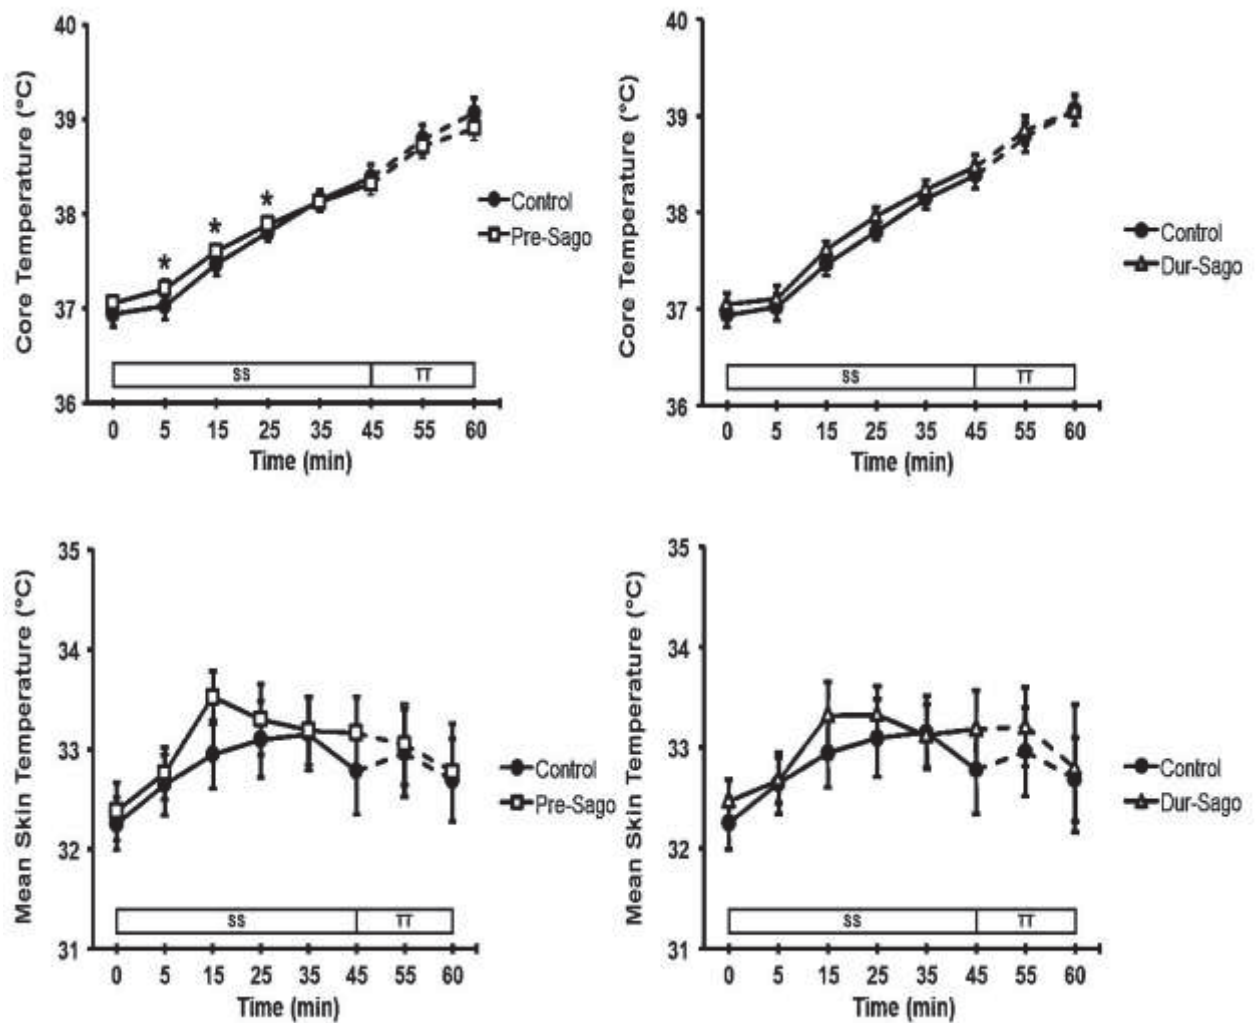 Core Temperature (°C)
40
39
38
37
36
*
*
*
Control
Pre-Sago
SS
TT
0 5 15 25 35 45 55 60
Time (min)
Core Temperature (°C)
40
39
38
37
36
Control
Dur-Sago
SS
TT
0 5 15 25 35 45 55 60
Time (min)
Mean Skin Temperature (°C)
35
34
33
32
31
Control
Pre-Sago
SS
TT
0 5 15 25 35 45 55 60
Time (min)
Mean Skin Temperature (°C)
35
34
33
32
31
Control
Dur-Sago
SS
TT
0 5 15 25 35 45 55 60
Time (min)